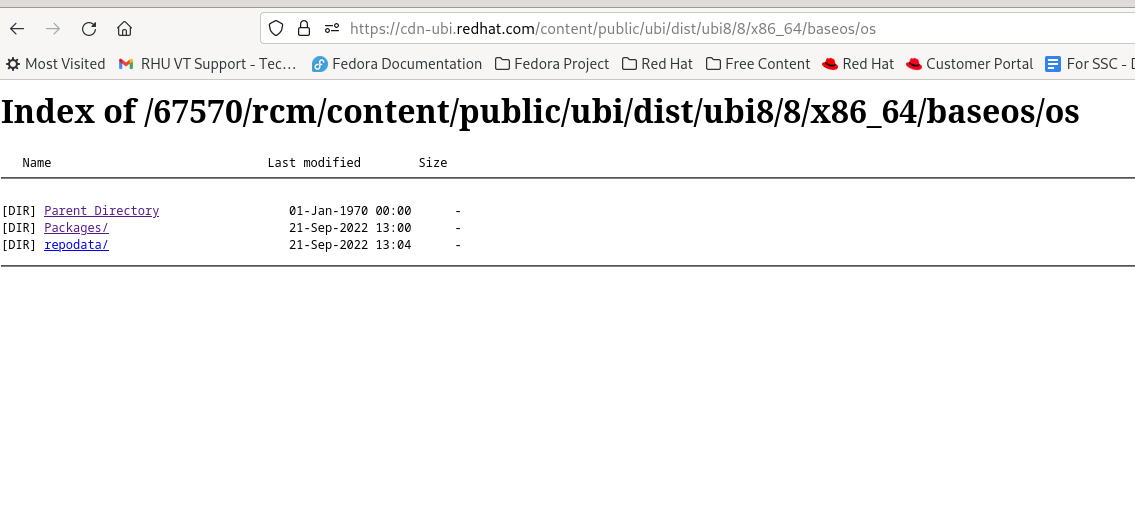 https://cdn-ubi.redhat.com/content/public/ubi/dist/ubi8/8/x86_64/baseos/os
Most Visited RHU VT Support - Tec… Fedora Documentation Fedora Project Red Hat Free Content Red Hat Customer Portal For SSC - D
Index of /67570/rcm/content/public/ubi/dist/ubi8/8/x86_64/baseos/os
Name Last modified Size
[DIR] Parent Directory 01-Jan-1970 00:00 -
[DIR] Packages/ 21-Sep-2022 13:00 -
[DIR] repodata/ 21-Sep-2022 13:04 -